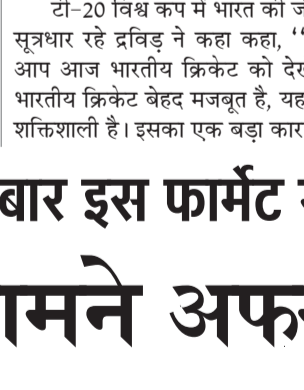 टी-20 विश्व कप में भारत की
सूत्रधार रहे द्रविड़ ने कहा कहा, ‘‘
आप आज भारतीय क्रिकेट को
भारतीय क्रिकेट बेहद मजबूत है, यह
शक्तिशाली है। इसका एक बड़ा
बार इस फार्मेट